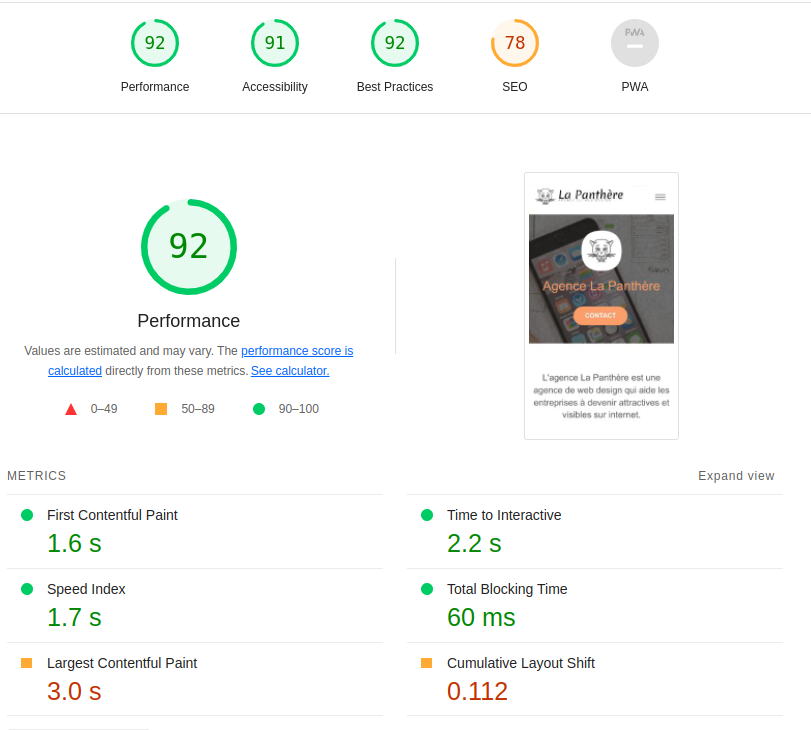 92
91
92
78
PWA
Performance
Accessibility
Best Practices
SEO
PWA
92
Performance
Values are estimated and may vary. The performance score is
calculated directly from these metrics. See calculator.
0–49
50–89
90–100
La Panthère
Agence La Panthère
CONTACT
L'agence La Panthère est une
agence de web design qui aide les
entreprises à devenir attractives et
visibles sur internet.
METRICS
Expand view
First Contentful Paint
1.6 s
Time to Interactive
2.2 s
Speed Index
1.7 s
Total Blocking Time
60 ms
Largest Contentful Paint
3.0 s
Cumulative Layout Shift
0.112